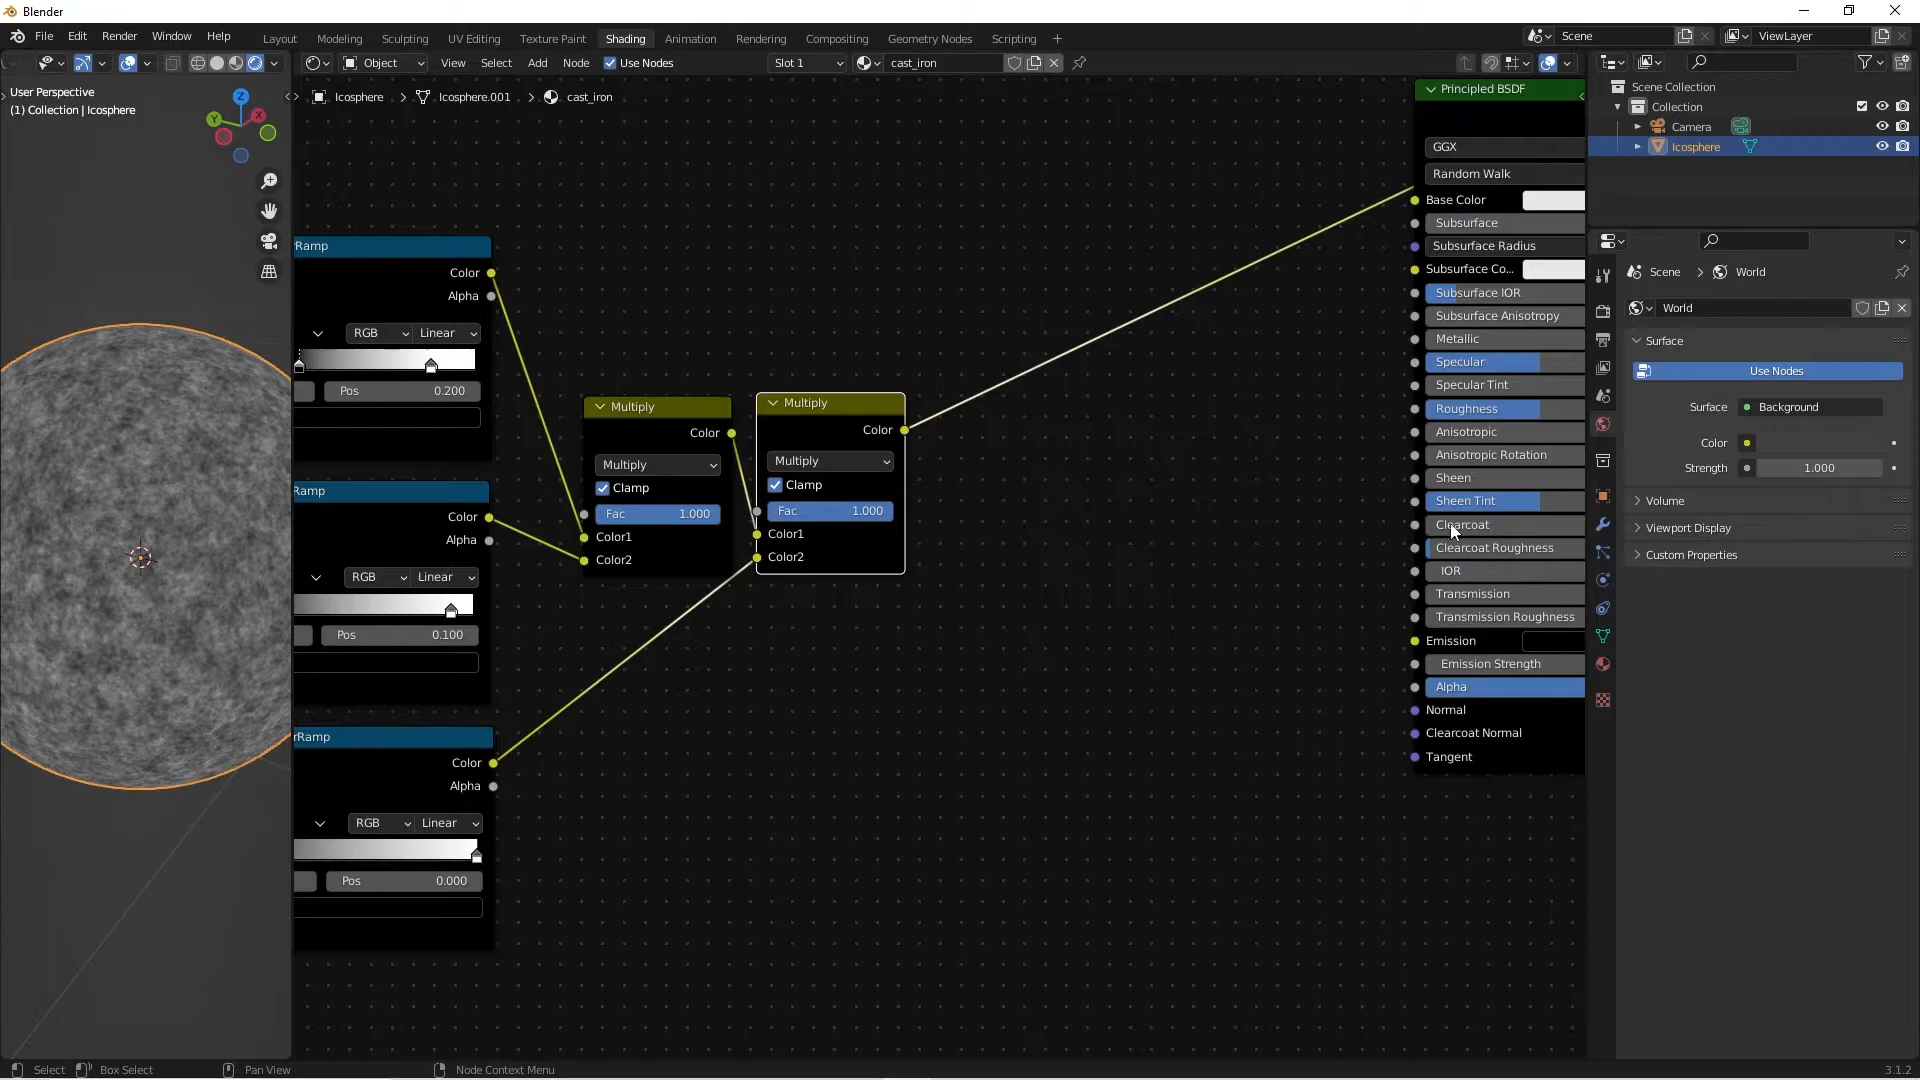 Blender
File Edit Render Window Help
Layout Modeling Sculpting UV Editing Texture Paint Shading Animation Rendering Compositing Geometry Nodes Scripting +
Scene
ViewLayer
Object
View Select Add Node Use Nodes
Slot 1
cast_iron
User Perspective
(1) Collection | Icosphere
Z
Y
X
Icosphere > Icosphere.001 > cast_iron
Ramp
Color
Alpha
RGB Linear
Pos 0.200
Ramp
Color
Alpha
RGB Linear
Pos 0.100
rRamp
Color
Alpha
RGB Linear
Pos 0.000
Multiply
Color
Multiply
Clamp
Fac 1.000
Color1
Color2
Multiply
Color
Multiply
Clamp
Fac 1.000
Color1
Color2
Principled BSDF
GGX
Random Walk
Base Color
Subsurface
Subsurface Radius
Subsurface Co...
Subsurface IOR
Subsurface Anisotropy
Metallic
Specular
Specular Tint
Roughness
Anisotropic
Anisotropic Rotation
Sheen
Sheen Tint
Clearcoat
Clearcoat Roughness
IOR
Transmission
Transmission Roughness
Emission
Emission Strength
Alpha
Normal
Clearcoat Normal
Tangent
Scene Collection
Collection
Camera
Icosphere
Scene > World
World
Surface
Use Nodes
Surface Background
Color
Strength 1.000
Volume
Viewport Display
Custom Properties
Select Box Select Pan View Node Context Menu
3.1.2